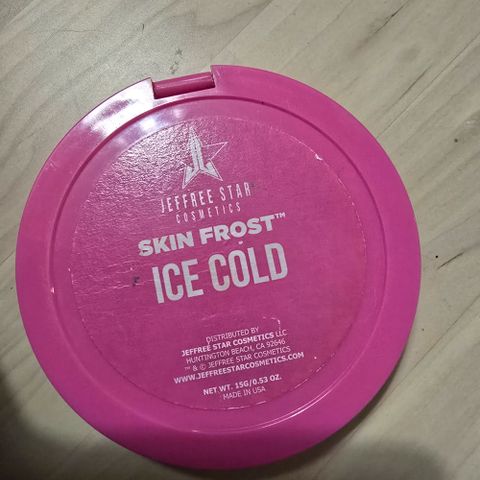 JEFFREE STAR
COSMETICS
SKIN FROST™
ICE COLD
DISTRIBUTED BY
JEFFREE STAR COSMETICS LLC
HUNTINGTON BEACH, CA 92646
™ & © JEFFREE STAR COSMETICS
WWW.JEFFREESTARCOSMETICS.COM
NET WT. 15G/0.53 OZ.
MADE IN USA